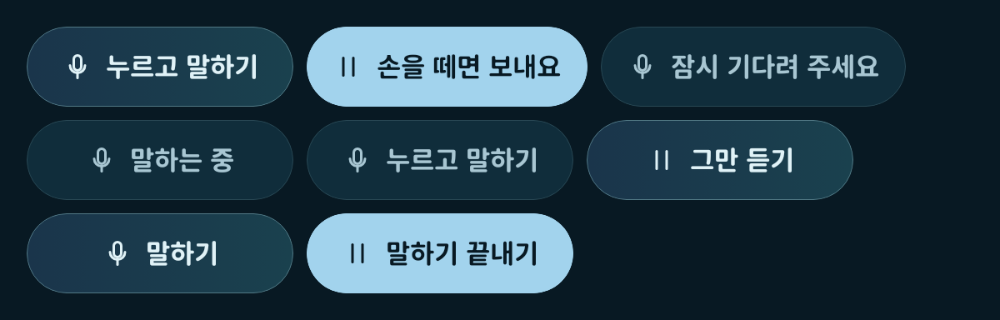 누르고 말하기
손을 떼면 보내요
잠시 기다려 주세요
말하는 중
누르고 말하기
그만 듣기
말하기
말하기 끝내기